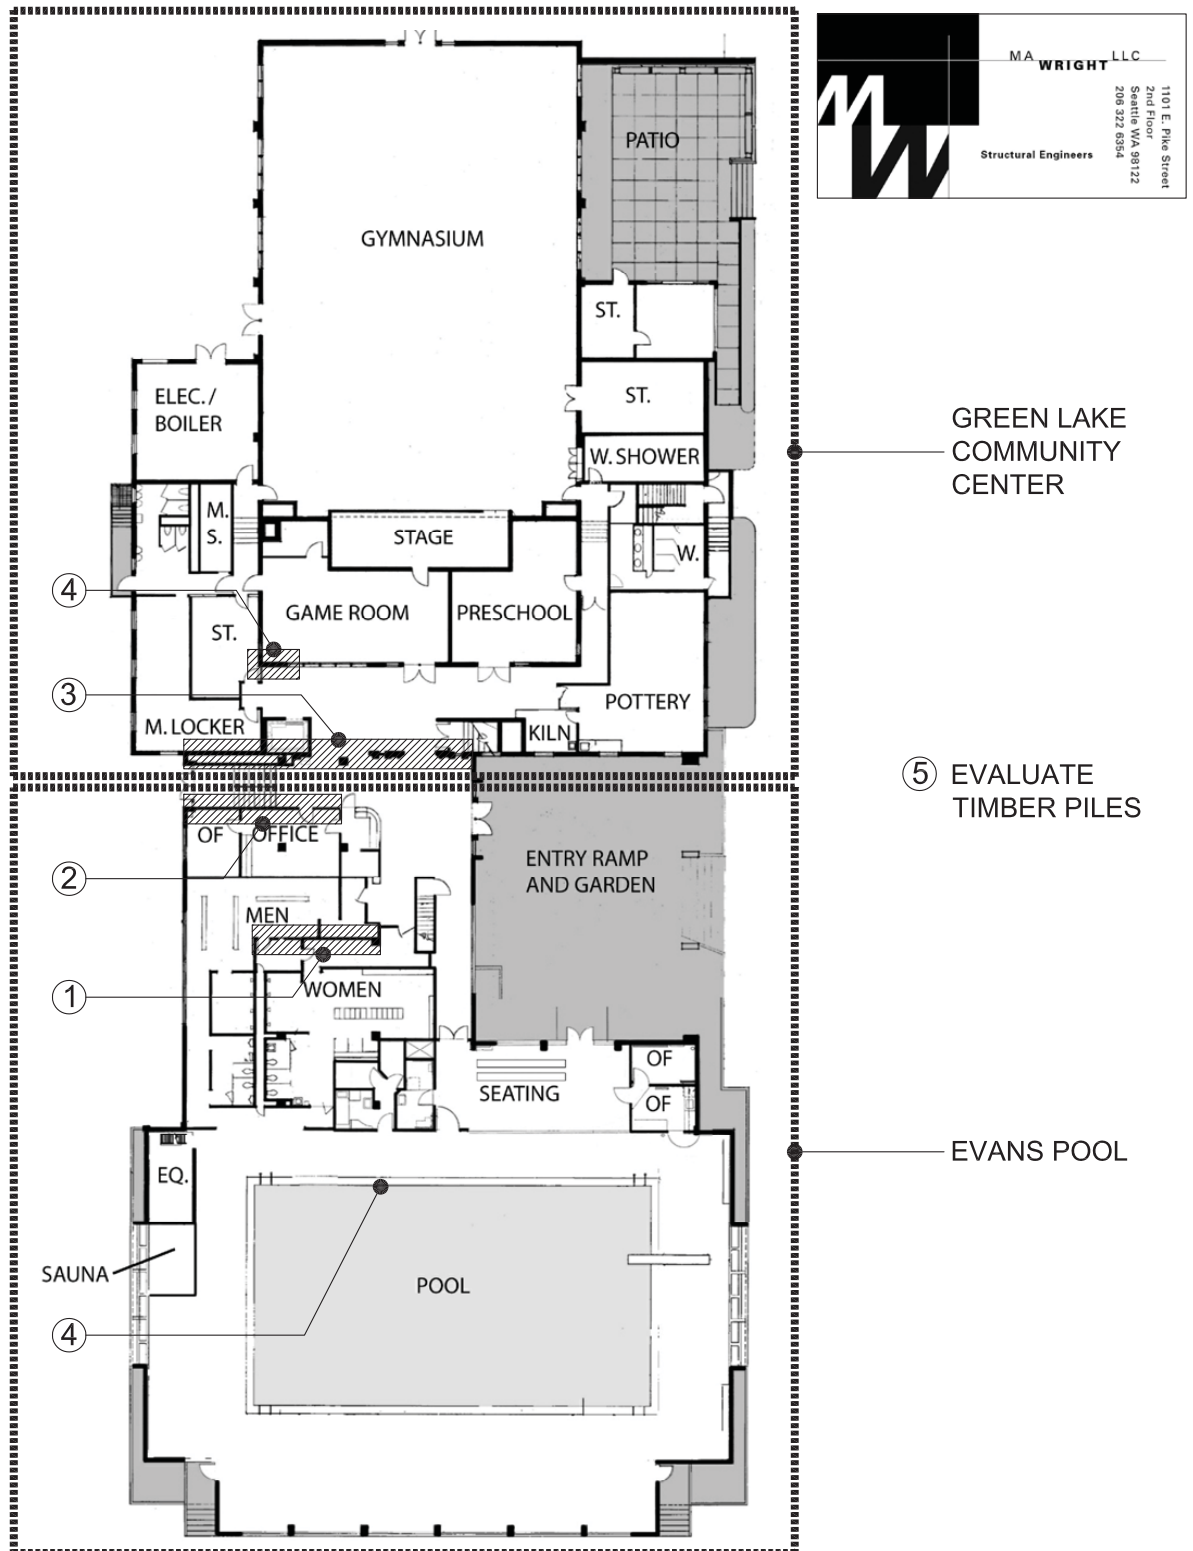 MA WRIGHT LLC
Structural Engineers
1101 E. Pike Street
2nd Floor
Seattle WA 98122
206 322 6354
PATIO
GYMNASIUM
ST.
ELEC./
BOILER
ST.
GREEN LAKE
COMMUNITY
CENTER
W. SHOWER
M.
S.
STAGE
W.
4
GAME ROOM
PRESCHOOL
ST.
3
POTTERY
M. LOCKER
KILN
5 EVALUATE
TIMBER PILES
OF
OFFICE
ENTRY RAMP
AND GARDEN
2
MEN
1
WOMEN
OF
SEATING
OF
EVANS POOL
EQ.
SAUNA
POOL
4